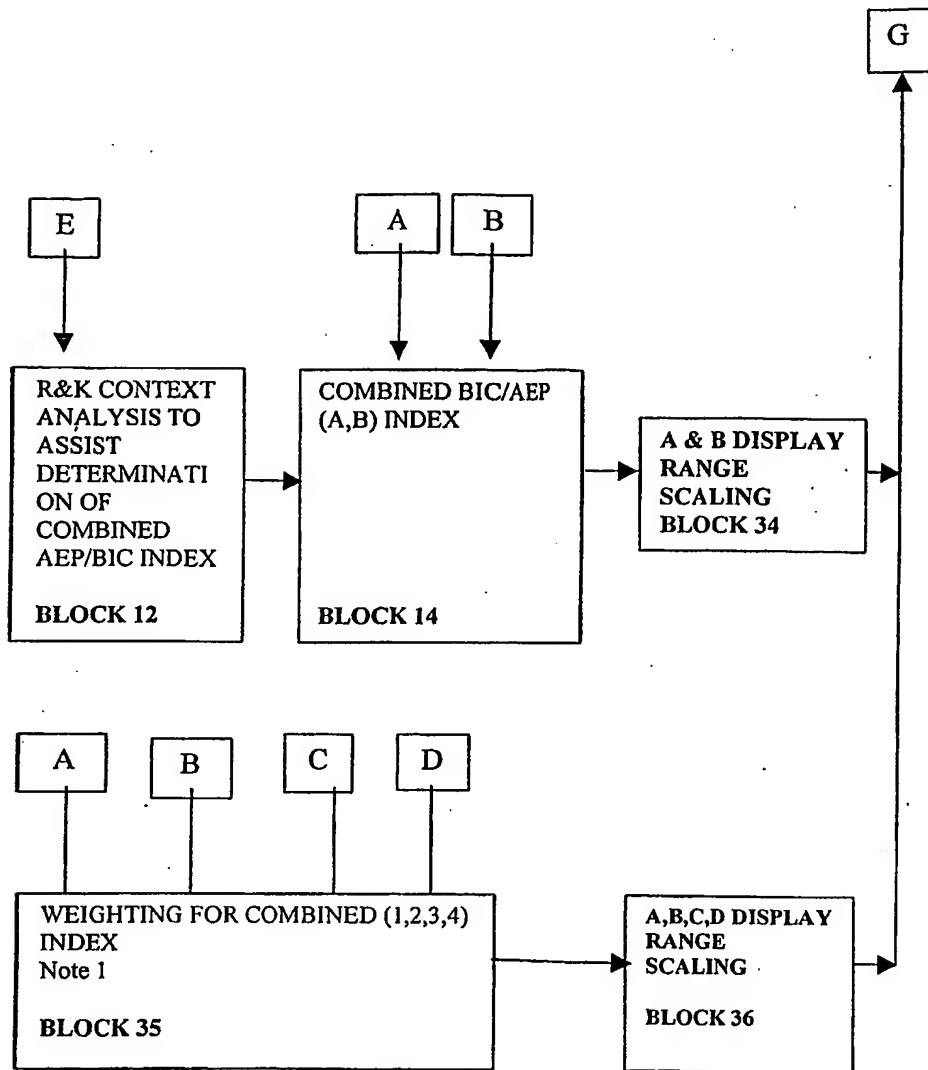 G
E
A
B
R&K CONTEXT
ANALYSIS TO
ASSIST
DETERMINATI
ON OF
COMBINED
AEP/BIC INDEX
BLOCK 12
COMBINED BIC/AEP
(A,B) INDEX
BLOCK 14
A & B DISPLAY
RANGE
SCALING
BLOCK 34
A
B
C
D
WEIGHTING FOR COMBINED (1,2,3,4)
INDEX
Note 1
BLOCK 35
A,B,C,D DISPLAY
RANGE
SCALING
BLOCK 36